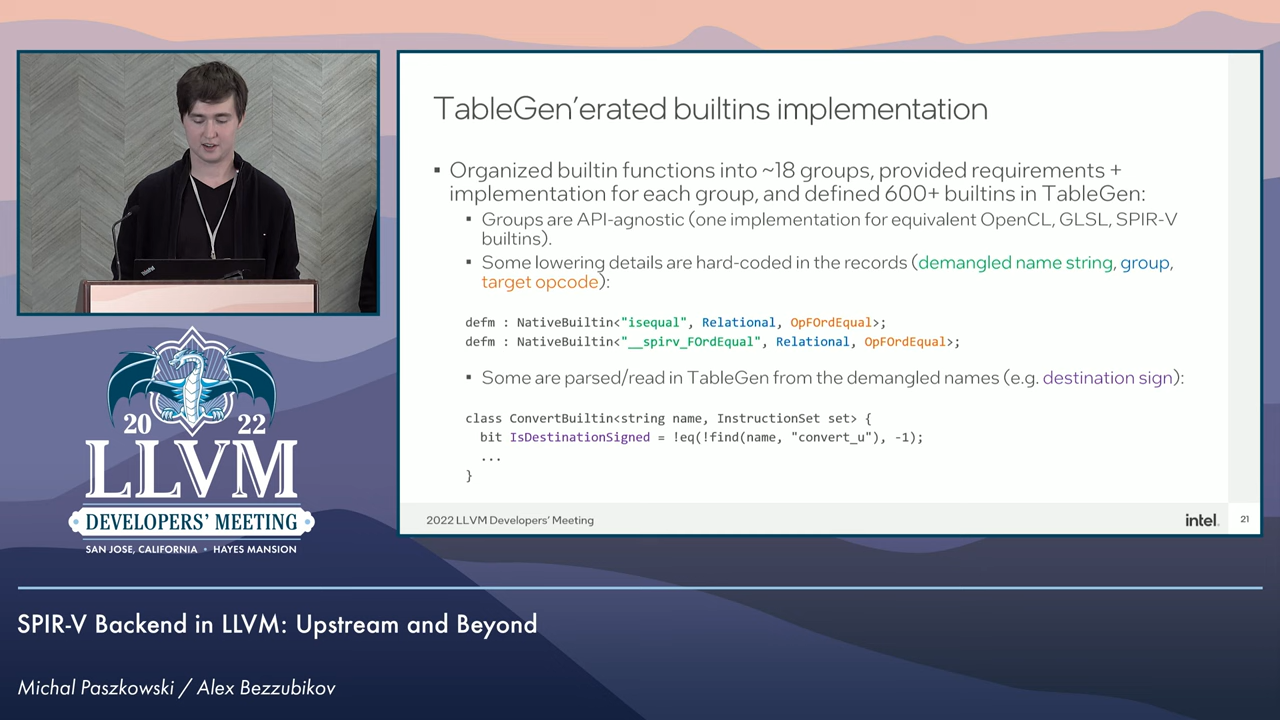 TableGen’erated builtins implementation
▪ Organized builtin functions into ~18 groups, provided requirements +
implementation for each group, and defined 600+ builtins in TableGen:
▪ Groups are API-agnostic (one implementation for equivalent OpenCL, GLSL, SPIR-V
builtins).
▪ Some lowering details are hard-coded in the records (demangled name string, group,
target opcode):
defm : NativeBuiltin<"isequal", Relational, OpFOrdEqual>;
defm : NativeBuiltin<"__spirv_FOrdEqual", Relational, OpFOrdEqual>;
▪ Some are parsed/read in TableGen from the demangled names (e.g. destination sign):
class ConvertBuiltin<string name, InstructionSet set> {
bit IsDestinationSigned = !eq(!find(name, "convert_u"), -1);
...
}
2022 LLVM Developers’ Meeting
intel.
21
ThinkPad
20 22
LLVM
DEVELOPERS’ MEETING
SAN JOSE, CALIFORNIA • HAYES MANSION
SPIR-V Backend in LLVM: Upstream and Beyond
Michal Paszkowski / Alex Bezzubikov